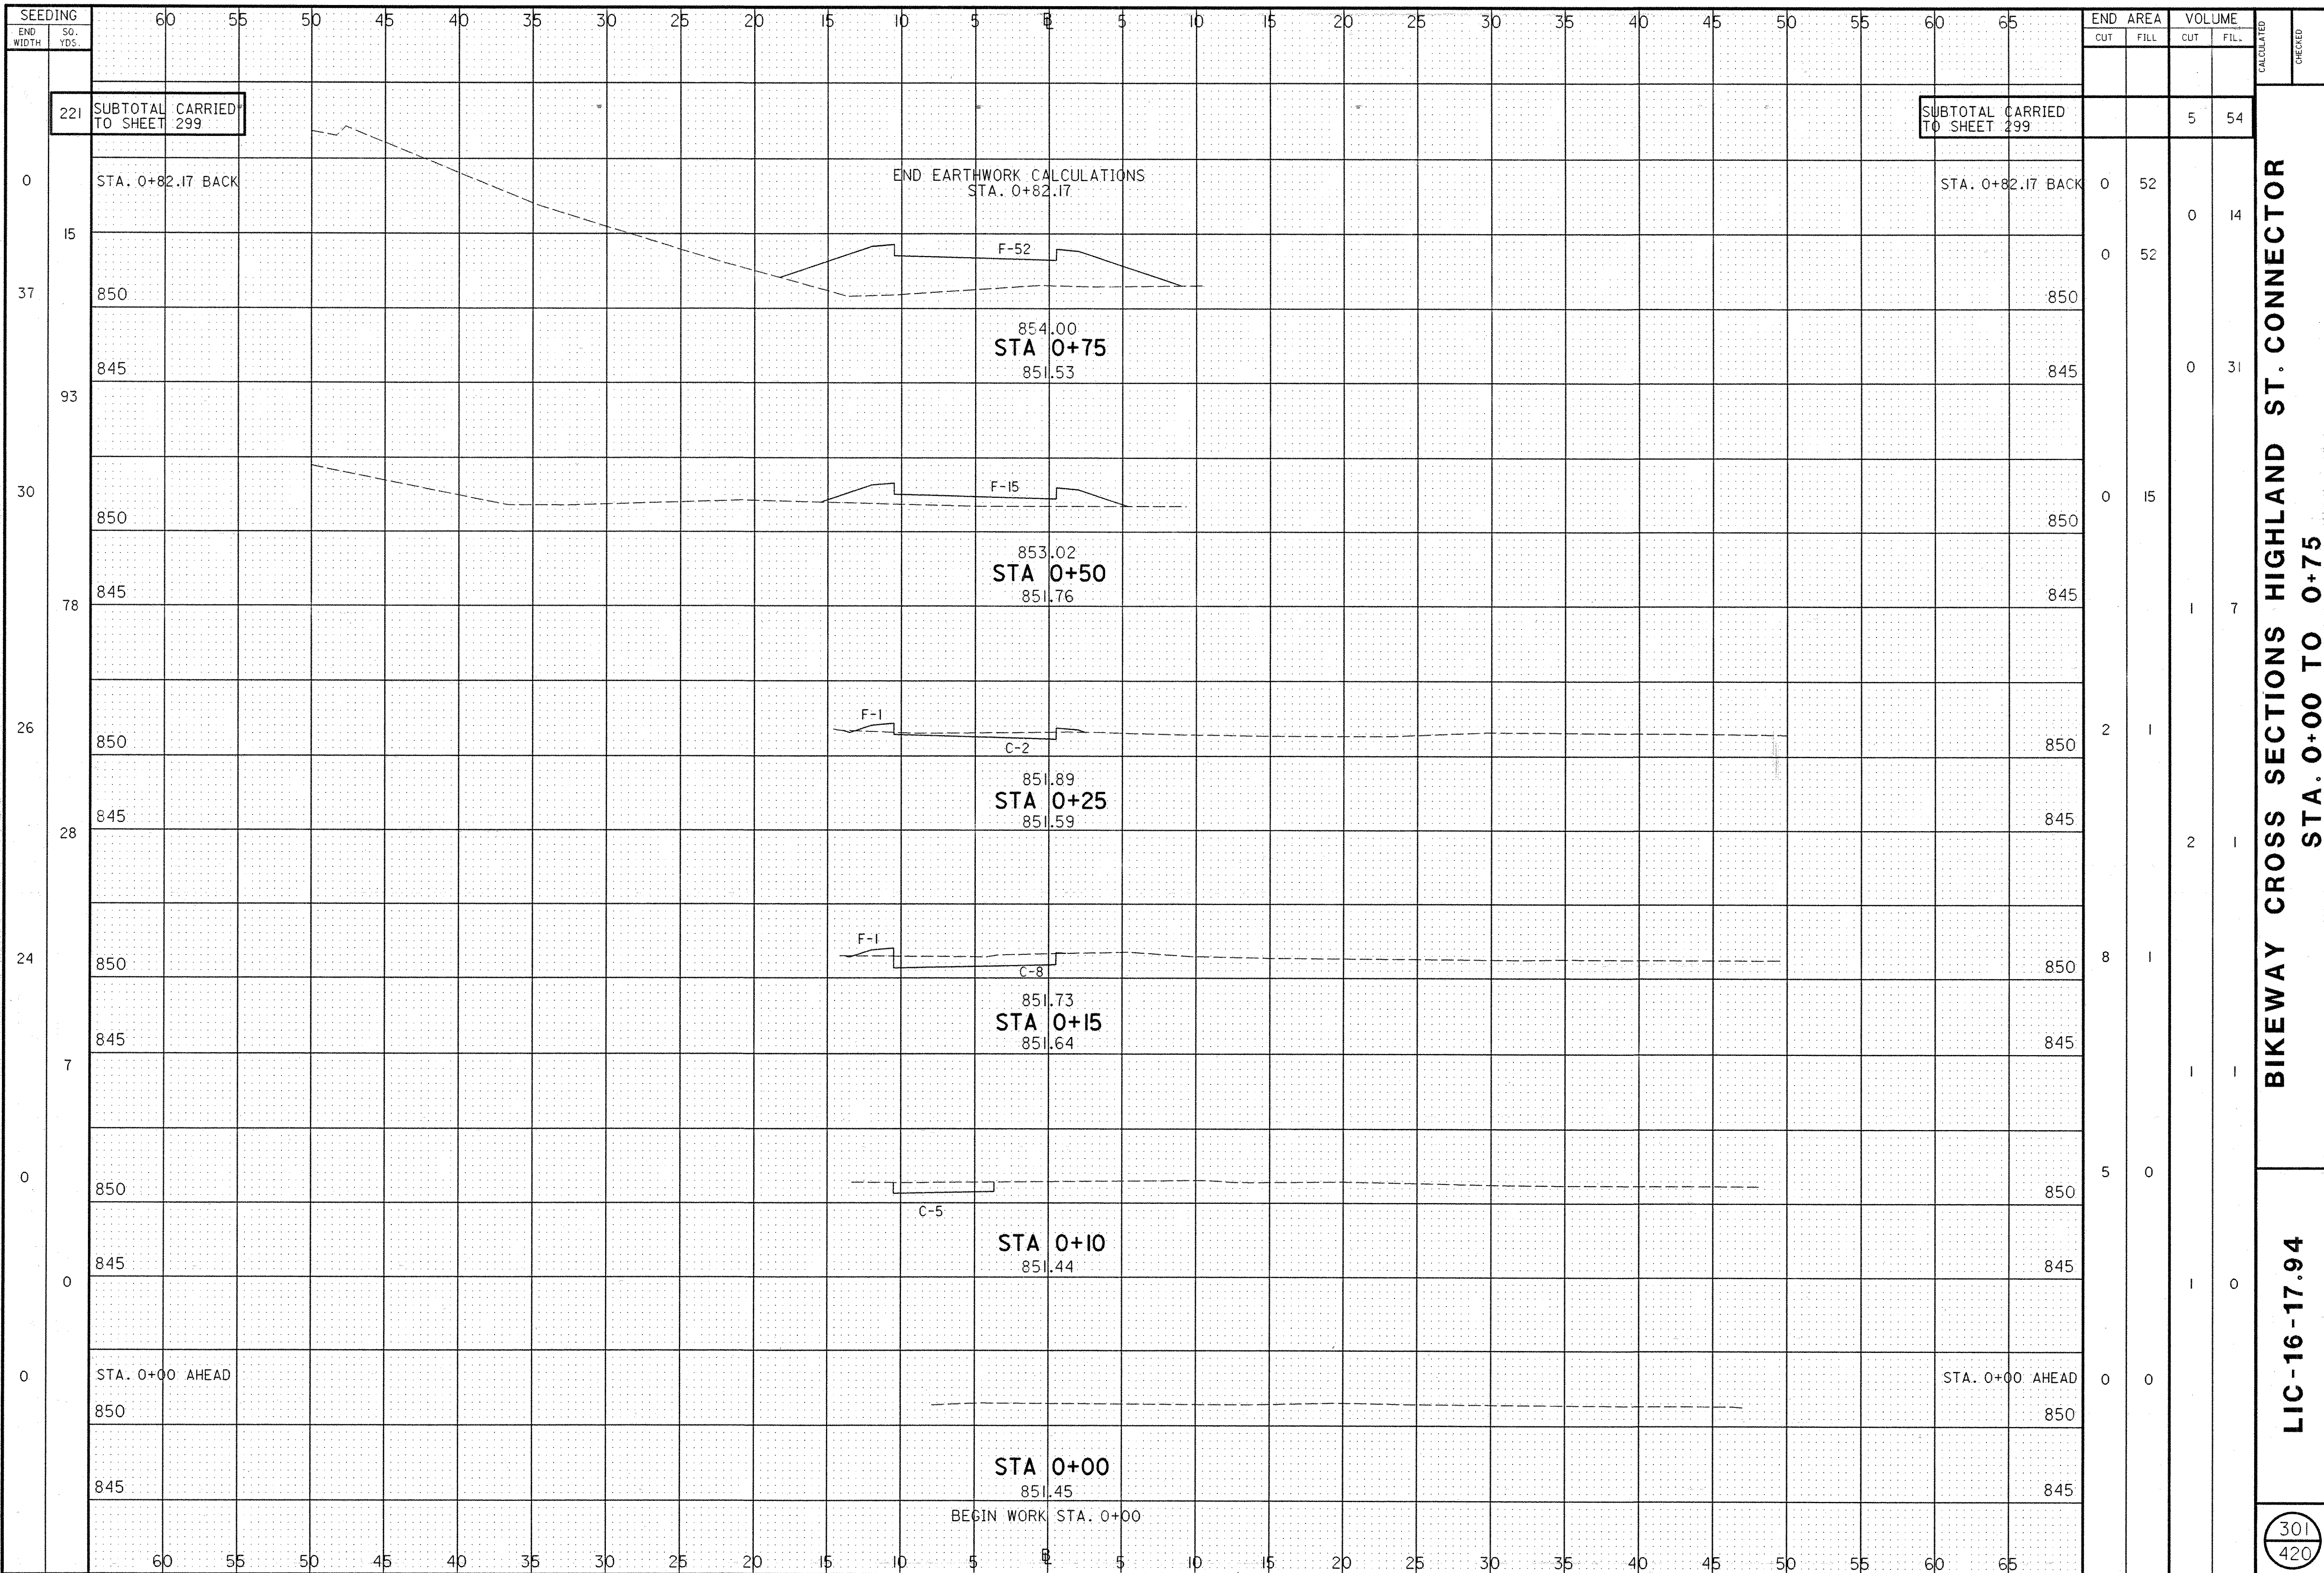 SEEDING
END WIDTH
SQ. YDS.
60 55 50 45 40 35 30 25 20 15 10 5 ℄ 5 10 15 20 25 30 35 40 45 50 55 60 65
END AREA
VOLUME
CUT FILL CUT FILL
CALCULATED
CHECKED
221
SUBTOTAL CARRIED
TO SHEET 299
SUBTOTAL CARRIED
TO SHEET 299
5 54
0
STA. 0+82.17 BACK
END EARTHWORK CALCULATIONS
STA. 0+82.17
STA. 0+82.17 BACK
0 52
0 14
15
F-52
0 52
37
850
850
854.00
STA 0+75
851.53
845
845
0 31
93
30
F-15
0 15
850
850
853.02
STA 0+50
851.76
845
845
78
1 7
26
F-1
850
C-2
850
2 1
851.89
STA 0+25
851.59
845
845
28
2 1
24
F-1
850
C-8
850
8 1
851.73
STA 0+15
851.64
845
845
7
1 1
0
850
C-5
850
5 0
STA 0+10
851.44
845
845
0
1 0
0
STA. 0+00 AHEAD
STA. 0+00 AHEAD
0 0
850
850
STA 0+00
851.45
845
845
BEGIN WORK STA. 0+00
60 55 50 45 40 35 30 25 20 15 10 5 ℄ 5 10 15 20 25 30 35 40 45 50 55 60 65
BIKEWAY CROSS SECTIONS HIGHLAND ST. CONNECTOR
STA. 0+00 TO 0+75
LIC-16-17.94
301
420